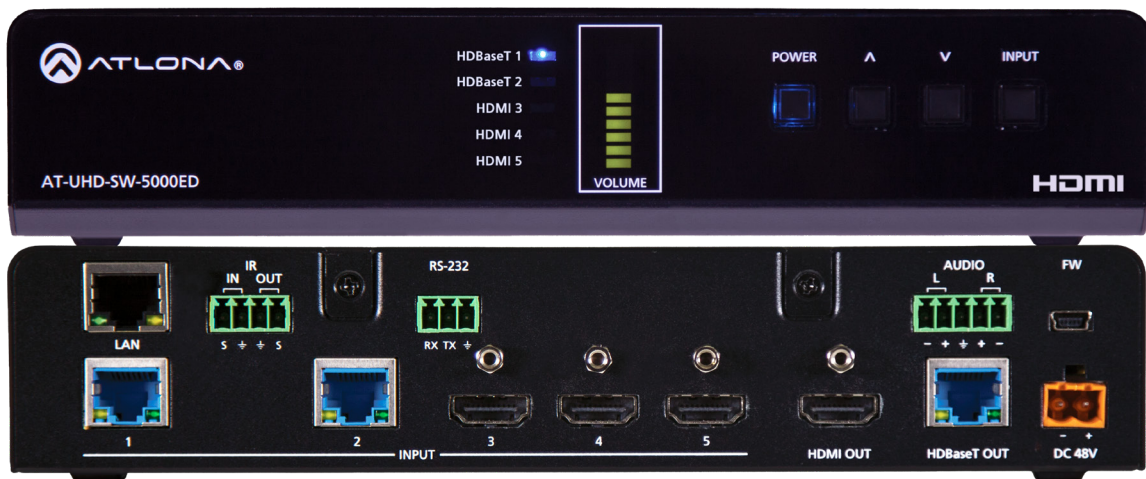 ATLONA®
HDBaseT 1
HDBaseT 2
HDMI 3
HDMI 4
HDMI 5
VOLUME
POWER ∧ ∨ INPUT
AT-UHD-SW-5000ED
HDMI
IR
IN OUT
RS-232
AUDIO
L R
FW
LAN
S ⏚ ⏚ S
RX TX ⏚
− + ⏚ + −
1 2 3 4 5
INPUT
HDMI OUT
HDBaseT OUT
− +
DC 48V